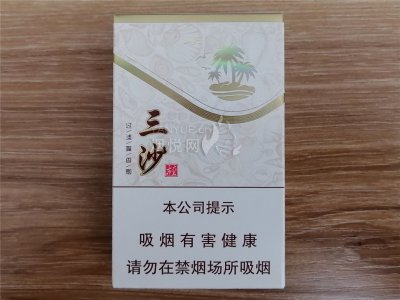 三沙
本公司提示
吸烟有害健康
请勿在禁烟场所吸烟